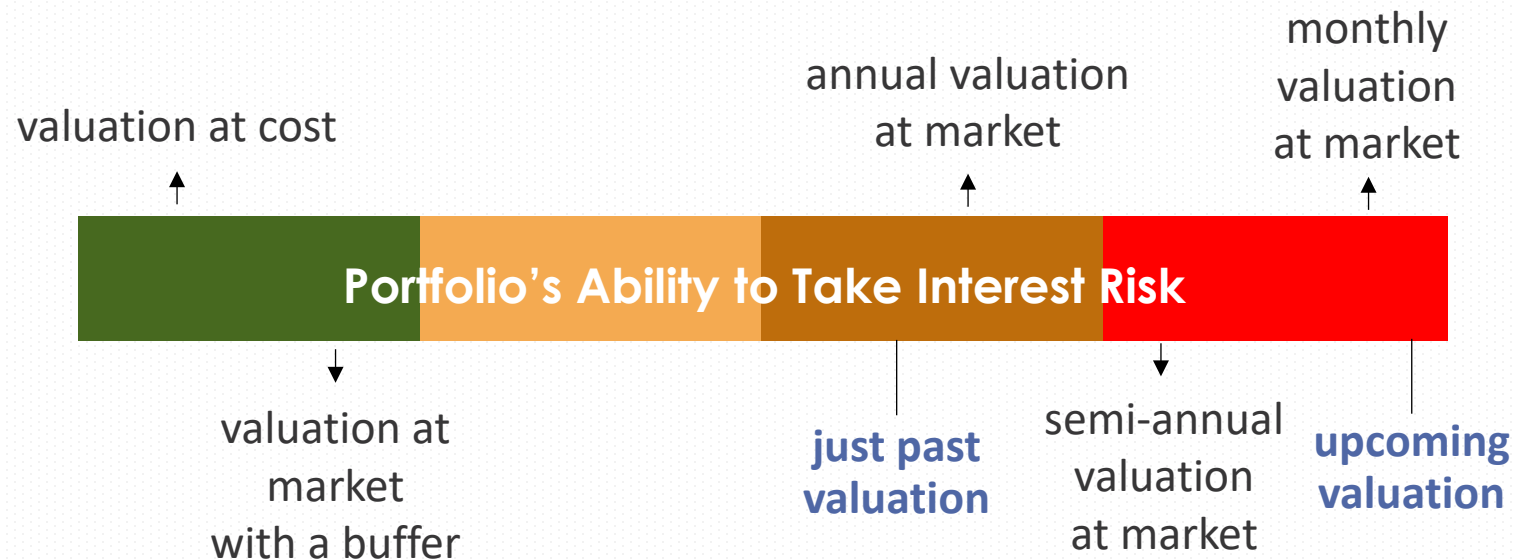 valuation at cost
annual valuation
at market
monthly
valuation
at market
Portfolio’s Ability to Take Interest Risk
valuation at
market
with a buffer
just past
valuation
semi-annual
valuation
at market
upcoming
valuation